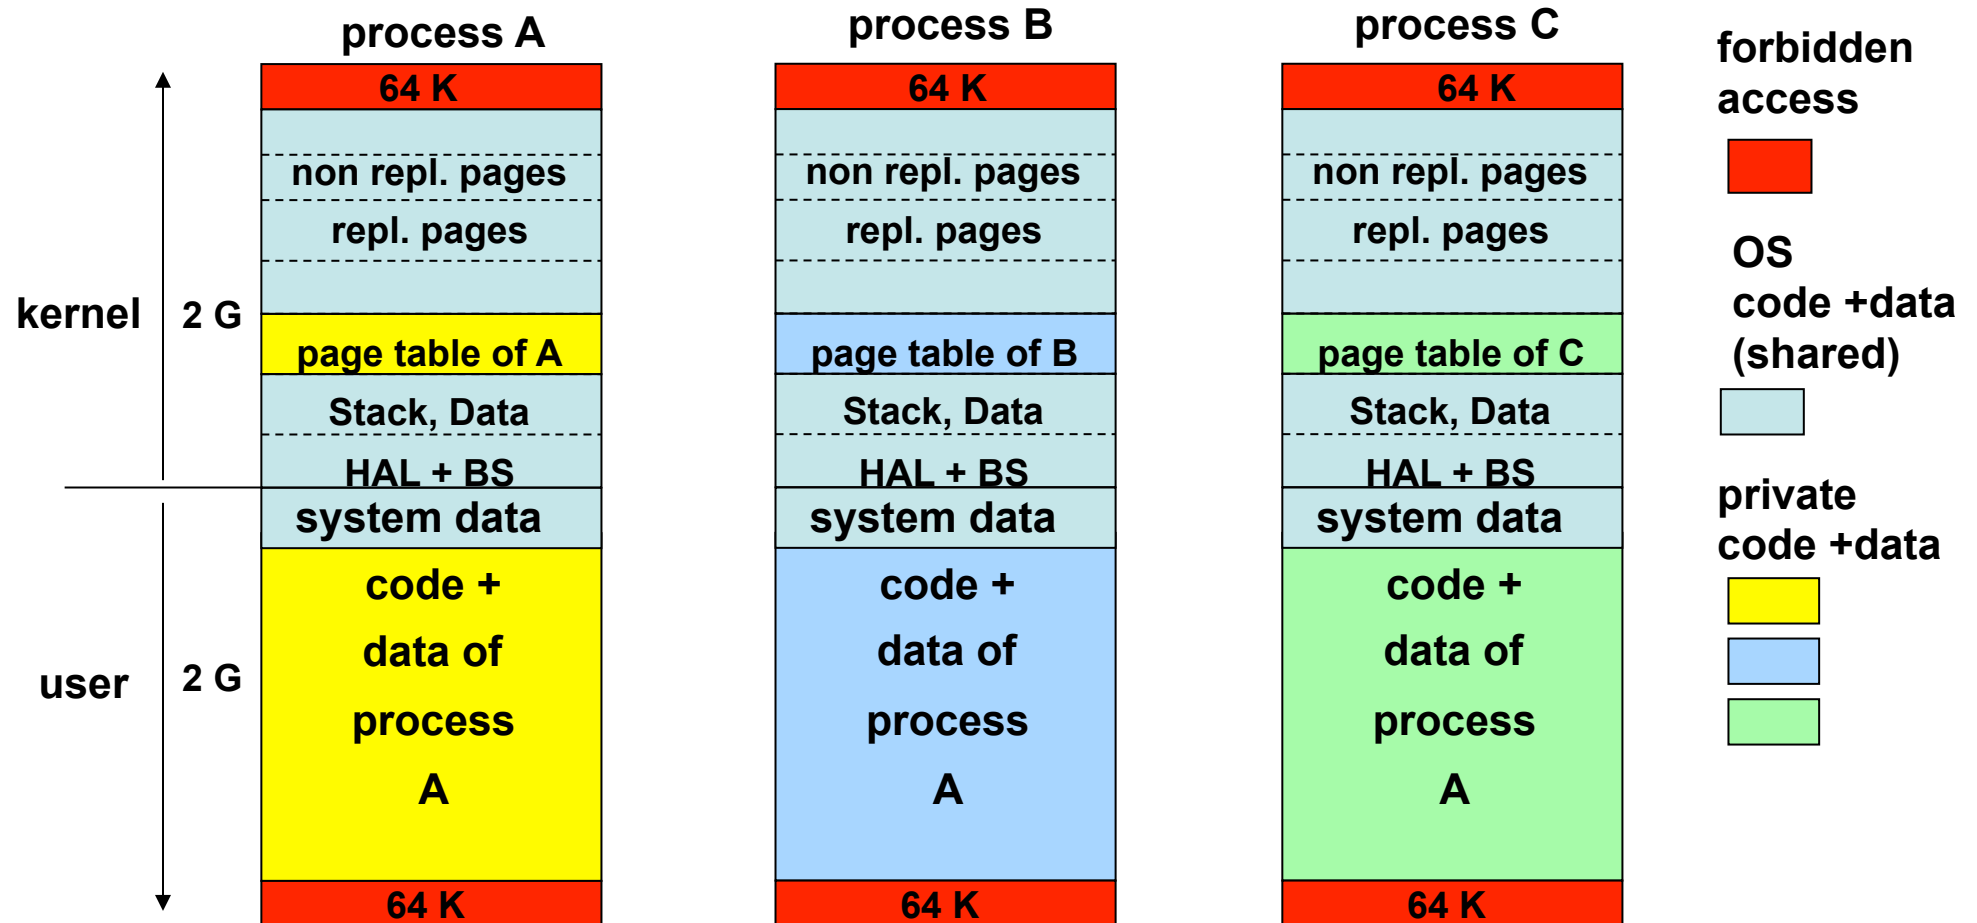 process A
process B
process C
64 K
64 K
64 K
non repl. pages
non repl. pages
non repl. pages
repl. pages
repl. pages
repl. pages
kernel
2 G
page table of A
page table of B
page table of C
Stack, Data
Stack, Data
Stack, Data
HAL + BS
HAL + BS
HAL + BS
system data
system data
system data
user
2 G
code +
data of
process
A
code +
data of
process
A
code +
data of
process
A
64 K
64 K
64 K
forbidden
access
OS
code +data
(shared)
private
code +data